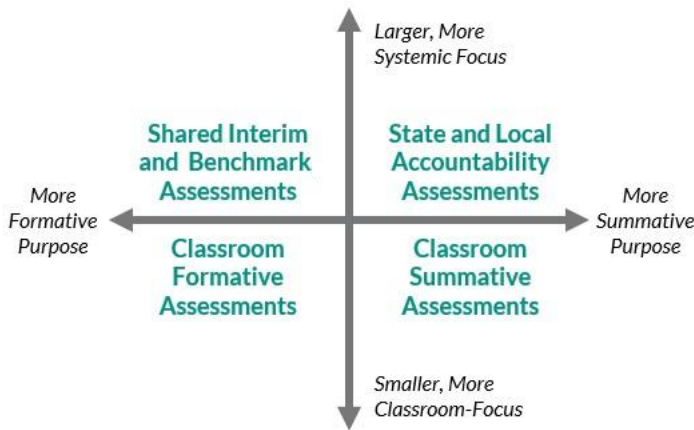 Larger, More
Systemic Focus
Shared Interim
and Benchmark
Assessments
State and Local
Accountability
Assessments
More
Formative
Purpose
More
Summative
Purpose
Classroom
Formative
Assessments
Classroom
Summative
Assessments
Smaller, More
Classroom-Focus